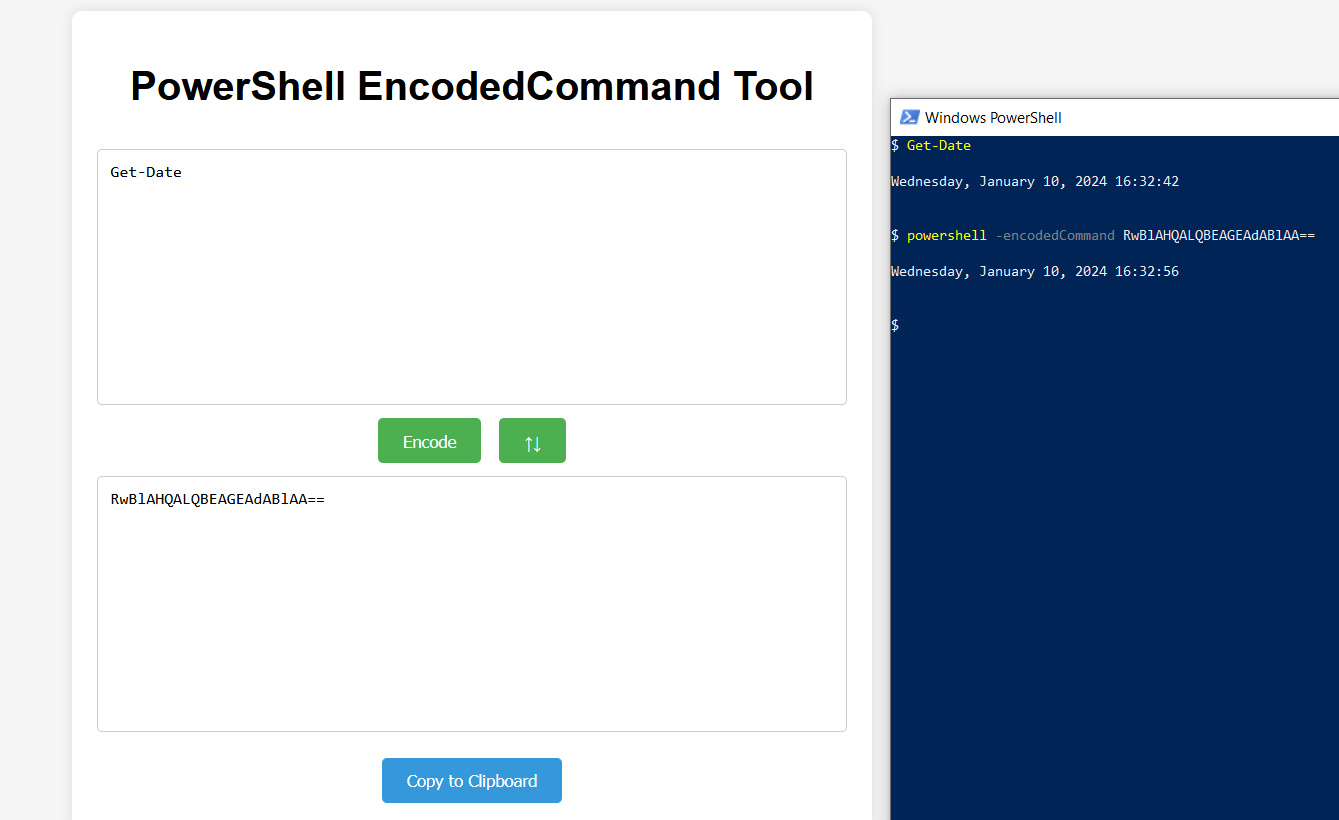 PowerShell EncodedCommand Tool
Get-Date
Encode ↑↓
RwBlAHQALQBEAGEAdABlAA==
Copy to Clipboard
Windows PowerShell
$ Get-Date
Wednesday, January 10, 2024 16:32:42
$ powershell -encodedCommand RwBlAHQALQBEAGEAdABlAA==
Wednesday, January 10, 2024 16:32:56
$